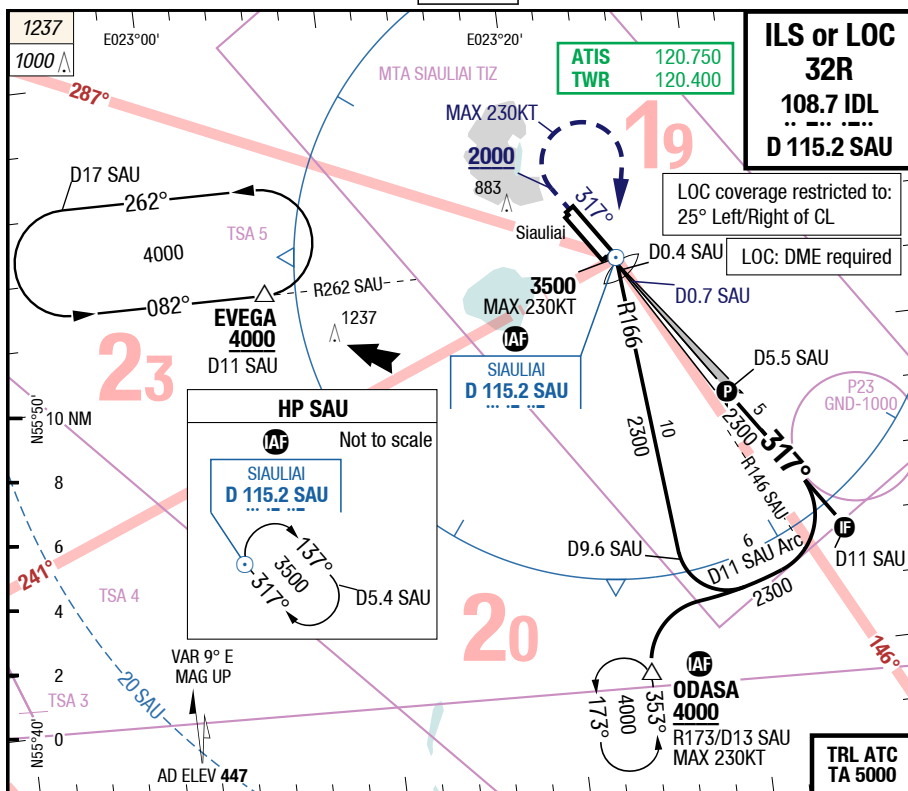 1237
1000
E023°00'
E023°20'
MTA SIAULIAI TIZ
ATIS 120.750
TWR 120.400
ILS or LOC
32R
108.7 IDL
D 115.2 SAU
LOC coverage restricted to:
25° Left/Right of CL
LOC: DME required
287°
MAX 230KT
19
2000
883
317°
Siauliai
D17 SAU
262°
TSA 5
4000
082°
R262 SAU
EVEGA
4000
D11 SAU
1237
23
D0.4 SAU
3500
MAX 230KT
D0.7 SAU
IAF
SIAULIAI
D 115.2 SAU
R166
10
2300
D5.5 SAU
P
5
2300
317°
R146 SAU
P23
GND-1000
IF
D11 SAU
D9.6 SAU
6
D11 SAU Arc
2300
HP SAU
IAF
Not to scale
SIAULIAI
D 115.2 SAU
137°
3500
317°
D5.4 SAU
N55°50'
10 NM
8
6
4
2
0
N55°40'
241°
TSA 4
TSA 3
20 SAU
20
146°
VAR 9° E
MAG UP
AD ELEV 447
173°
4000
353°
IAF
ODASA
4000
R173/D13 SAU
MAX 230KT
TRL ATC
TA 5000